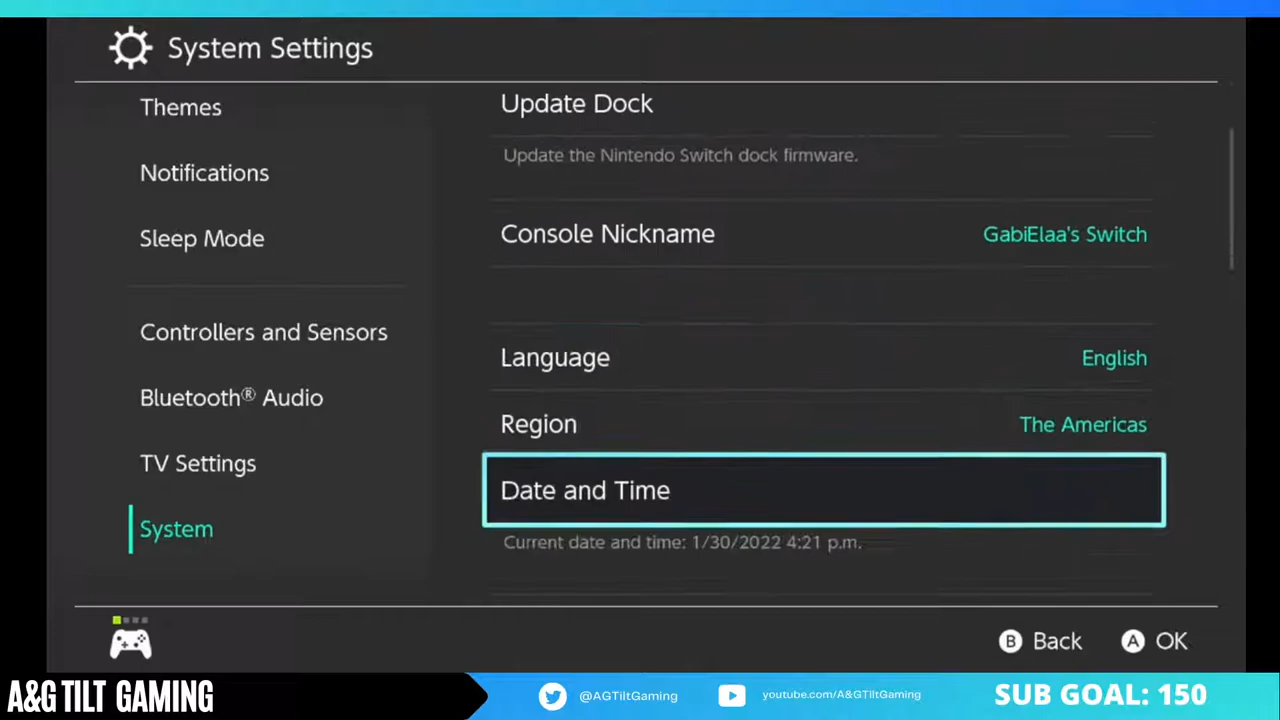 System Settings
Themes
Notifications
Sleep Mode
Controllers and Sensors
Bluetooth® Audio
TV Settings
System
Update Dock
Update the Nintendo Switch dock firmware.
Console Nickname GabiElaa's Switch
Language English
Region The Americas
Date and Time
Current date and time: 1/30/2022 4:21 p.m.
B Back A OK
A&G TILT GAMING @AGTiltGaming youtube.com/A&GTiltGaming SUB GOAL: 150